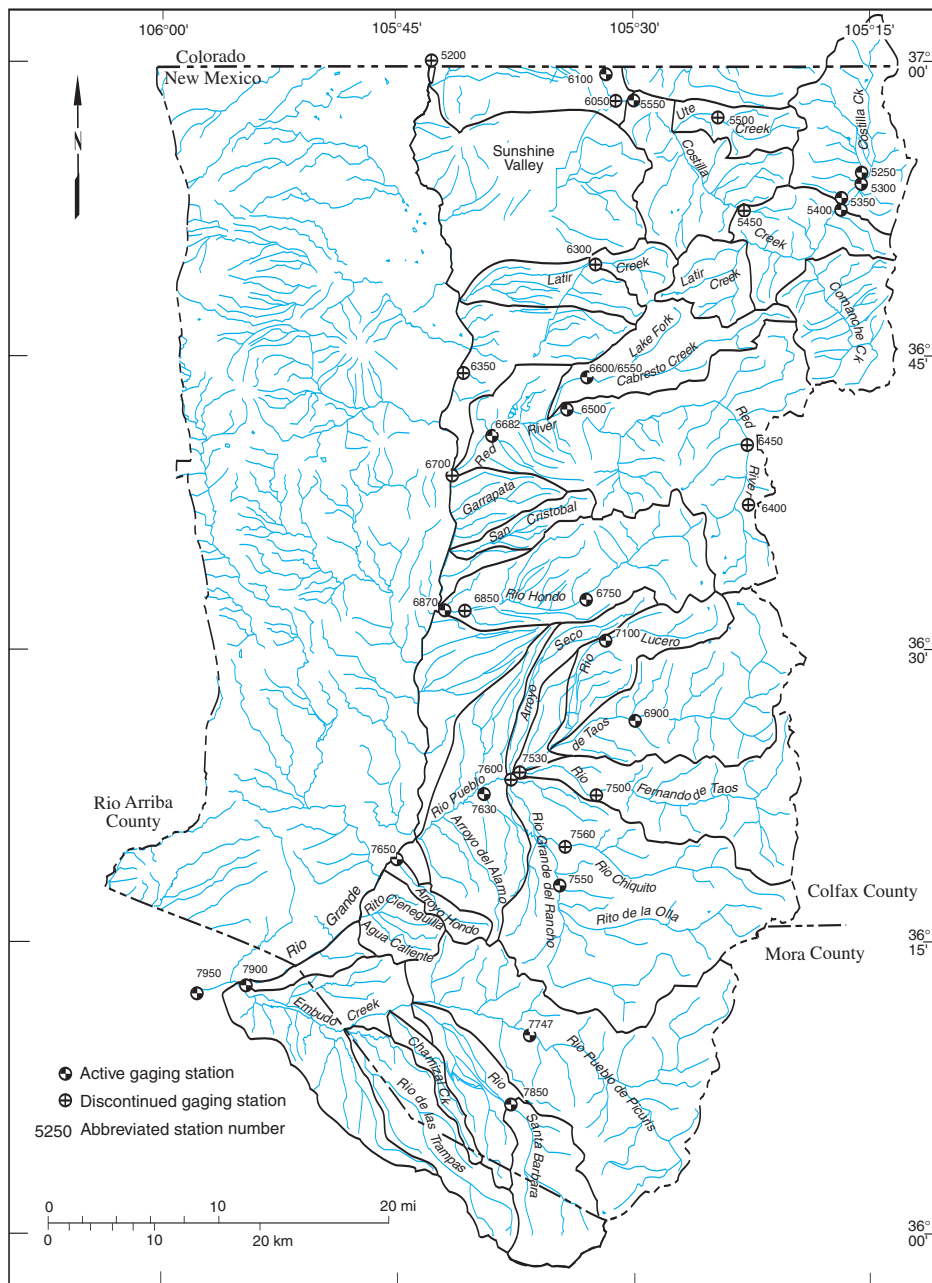 106°00'
105°45'
105°30'
105°15'
Colorado
New Mexico
5200
37°
00'
6100
6050
5550
Ute
Creek
5500
Costilla Ck
N
Sunshine
Valley
Costilla
Creek
5250
5300
5350
5400
5450
6300
Latir
Creek
Latir
Creek
Comanche Ck
Lake Fork
36°
45'
6350
6600/6550
Cabresto Creek
6500
6682
Red
River
Red
River
6450
6700
Garrapata
6400
San
Cristobal
6870
6850
Rio Hondo
6750
Seco
7100
Lucero
36°
30'
Rio
Arroyo
6900
de Taos
7530
7600
Rio
Rio Pueblo
7500
Fernando de Taos
7630
Rio Arriba
County
Arroyo del Alamo
Rio Grande del Rancho
7560
7650
Rio Chiquito
7550
Colfax County
Rio Grande
Rito Cieneguilla
Arroyo Hondo
Rito de la Olla
Agua Caliente
Mora County
36°
15'
7950
7900
Embudo
Creek
7747
Chamizal Ck
Rio
Rio Pueblo de Picuris
7850
Rio de las Trampas
Santa Barbara
Active gaging station
Discontinued gaging station
5250 Abbreviated station number
0 10 20 mi
0 10 20 km
36°
00'